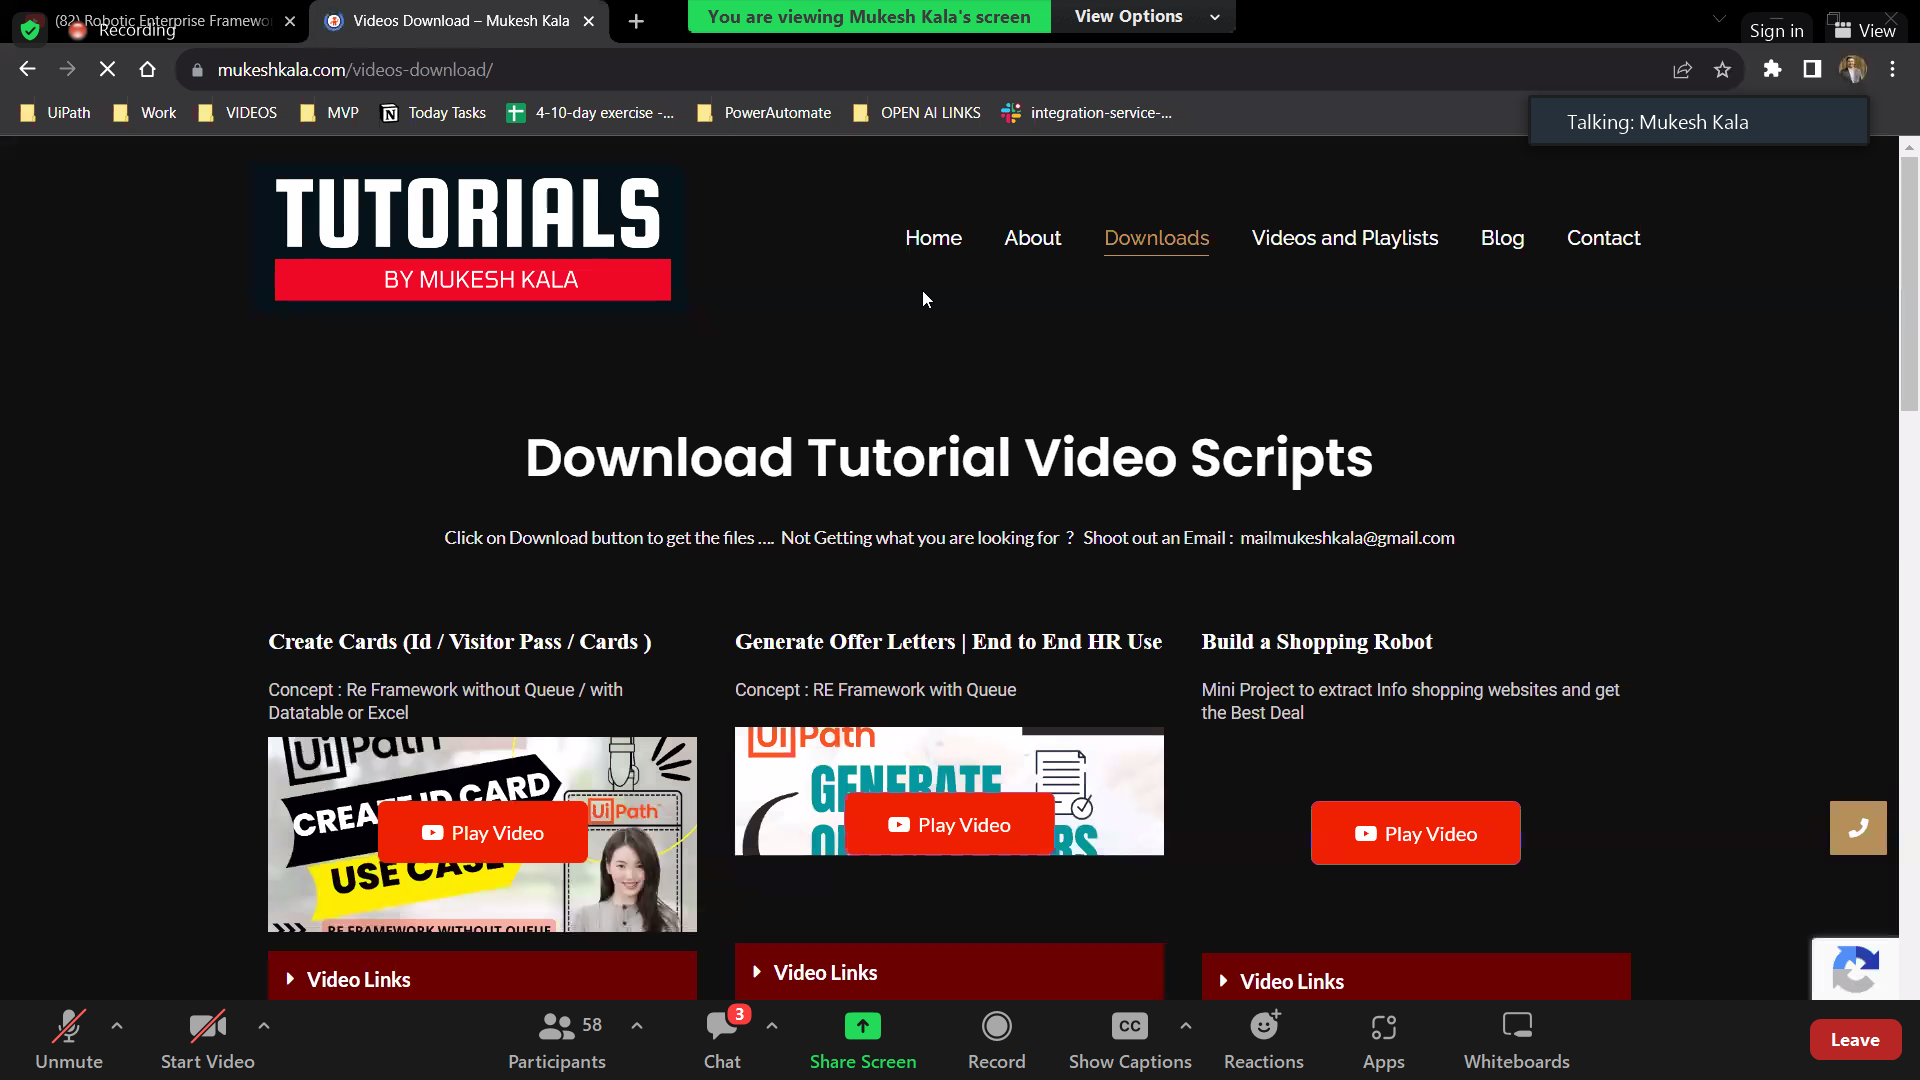 (82) Robotic Enterprise Framewo
Recording
Videos Download – Mukesh Kala
You are viewing Mukesh Kala's screen
View Options
Sign in
View
mukeshkala.com/videos-download/
UiPath
Work
VIDEOS
MVP
Today Tasks
4-10-day exercise -...
PowerAutomate
OPEN AI LINKS
integration-service-...
Talking: Mukesh Kala
TUTORIALS
BY MUKESH KALA
Home
About
Downloads
Videos and Playlists
Blog
Contact
Download Tutorial Video Scripts
Click on Download button to get the files .... Not Getting what you are looking for ? Shoot out an Email : mailmukeshkala@gmail.com
Create Cards (Id / Visitor Pass / Cards )
Concept : Re Framework without Queue / with
Datatable or Excel
UiPath
CREATE ID CARD
UiPath
Play Video
USE CASE
RE FRAMEWORK WITHOUT QUEUE
Video Links
Generate Offer Letters | End to End HR Use
Concept : RE Framework with Queue
UiPath
GENERATE
Play Video
Video Links
Build a Shopping Robot
Mini Project to extract Info shopping websites and get
the Best Deal
Play Video
Video Links
Unmute
Start Video
58
Participants
3
Chat
Share Screen
Record
CC
Show Captions
Reactions
Apps
Whiteboards
Leave